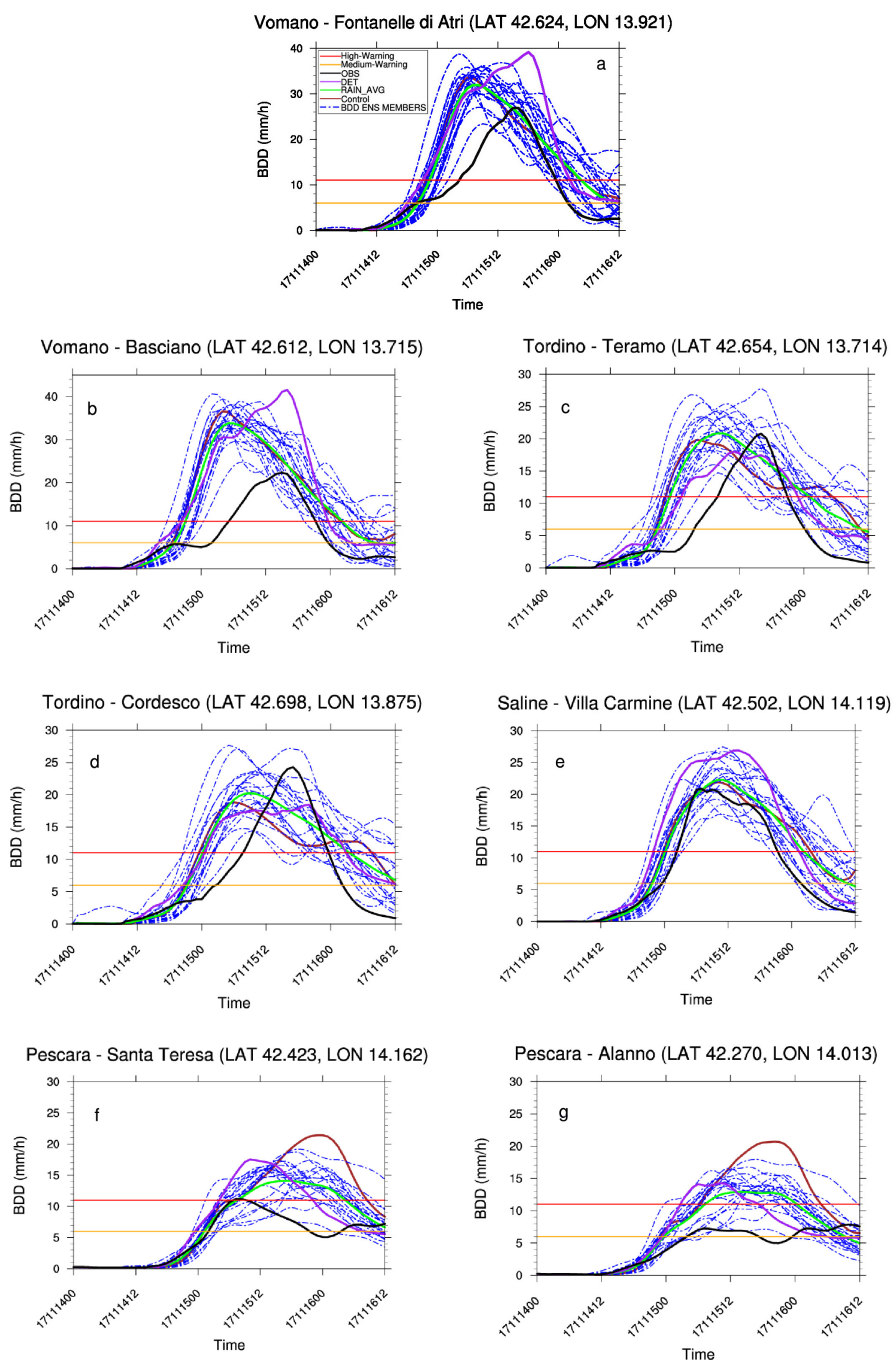 Vomano - Fontanelle di Atri (LAT 42.624, LON 13.921)
High-Warning
Medium-Warning
OBS
DET
RAIN_AVG
Control
BDD ENS MEMBERS
a
BDD (mm/h)
40
30
20
10
0
17111400
17111412
17111500
17111512
17111600
17111612
Time
Vomano - Basciano (LAT 42.612, LON 13.715)
b
BDD (mm/h)
40
30
20
10
0
17111400
17111412
17111500
17111512
17111600
17111612
Time
Tordino - Teramo (LAT 42.654, LON 13.714)
c
BDD (mm/h)
30
25
20
15
10
5
0
17111400
17111412
17111500
17111512
17111600
17111612
Time
Tordino - Cordesco (LAT 42.698, LON 13.875)
d
BDD (mm/h)
30
25
20
15
10
5
0
17111400
17111412
17111500
17111512
17111600
17111612
Time
Saline - Villa Carmine (LAT 42.502, LON 14.119)
e
BDD (mm/h)
30
25
20
15
10
5
0
17111400
17111412
17111500
17111512
17111600
17111612
Time
Pescara - Santa Teresa (LAT 42.423, LON 14.162)
f
BDD (mm/h)
30
25
20
15
10
5
0
17111400
17111412
17111500
17111512
17111600
17111612
Time
Pescara - Alanno (LAT 42.270, LON 14.013)
g
BDD (mm/h)
30
25
20
15
10
5
0
17111400
17111412
17111500
17111512
17111600
17111612
Time